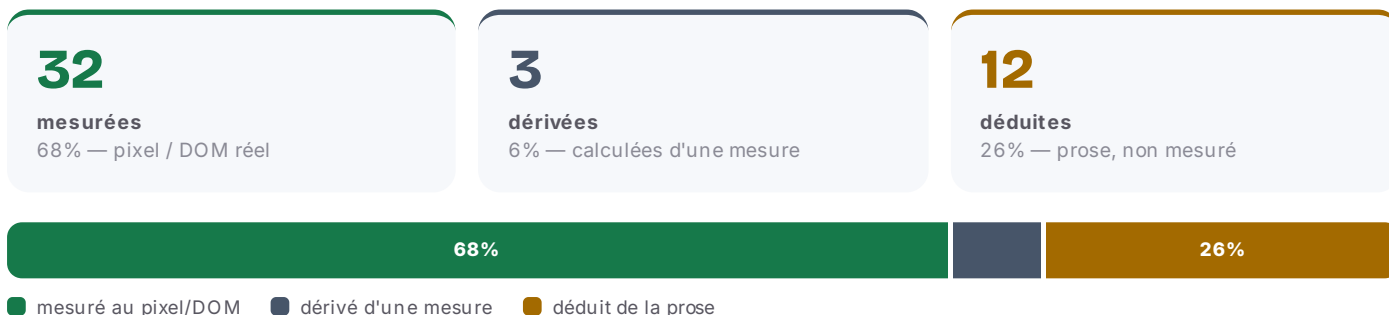 32
mesurées
68% — pixel / DOM réel
3
dérivées
6% — calculées d'une mesure
12
déduites
26% — prose, non mesuré
68%
26%
mesuré au pixel/DOM
dérivé d'une mesure
déduit de la prose